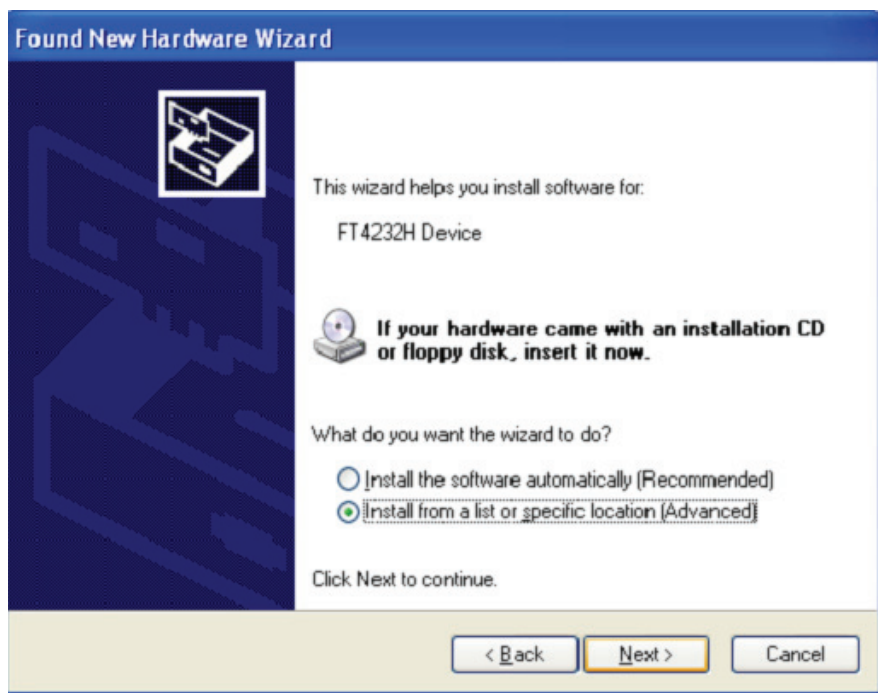 Found New Hardware Wizard
This wizard helps you install software for:
FT4232H Device
If your hardware came with an installation CD
or floppy disk, insert it now.
What do you want the wizard to do?
Install the software automatically (Recommended)
Install from a list or specific location (Advanced)
Click Next to continue.
< Back Next > Cancel